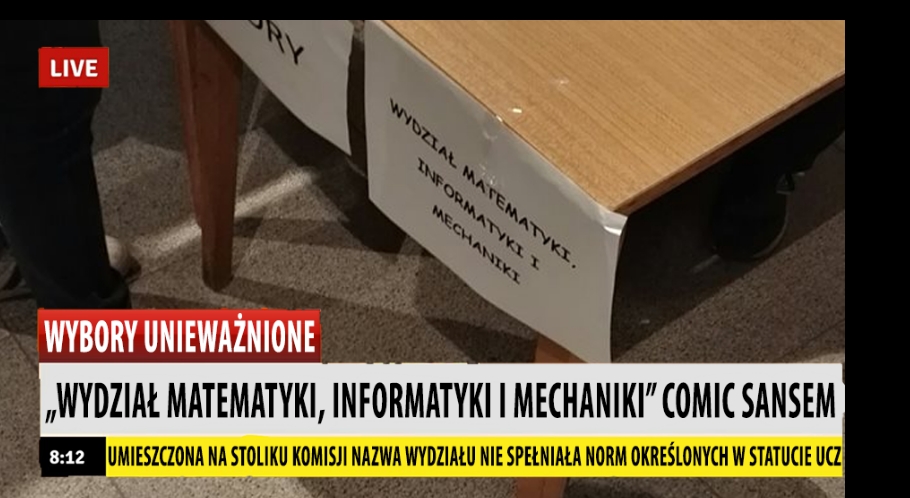 LIVE
WYDZIAŁ MATEMATYKI,
INFORMATYKI I
MECHANIKI
WYBORY UNIEWAŻNIONE
„WYDZIAŁ MATEMATYKI, INFORMATYKI I MECHANIKI” COMIC SANSEM
8:12 UMIESZCZONA NA STOLIKU KOMISJI NAZWA WYDZIAŁU NIE SPEŁNIAŁA NORM OKREŚLONYCH W STATUCIE UCZ